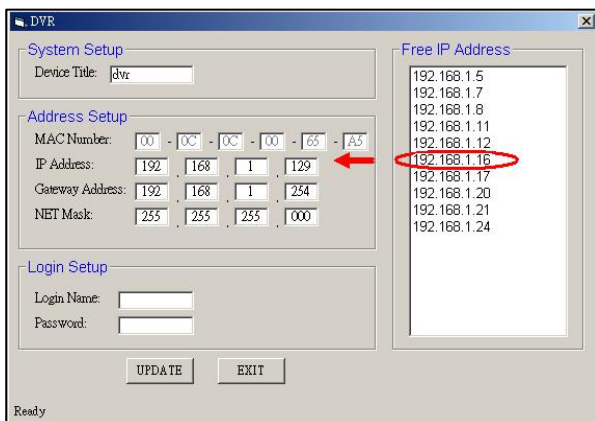 DVR
System Setup
Device Title: dvr
Address Setup
MAC Number: 00 - 0C - 0C - 00 - 65 - A5
IP Address: 192 . 168 . 1 . 129
Gateway Address: 192 . 168 . 1 . 254
NET Mask: 255 . 255 . 255 . 000
Login Setup
Login Name:
Password:
UPDATE EXIT
Ready
Free IP Address
192.168.1.5
192.168.1.7
192.168.1.8
192.168.1.11
192.168.1.12
192.168.1.16
192.168.1.17
192.168.1.20
192.168.1.21
192.168.1.24